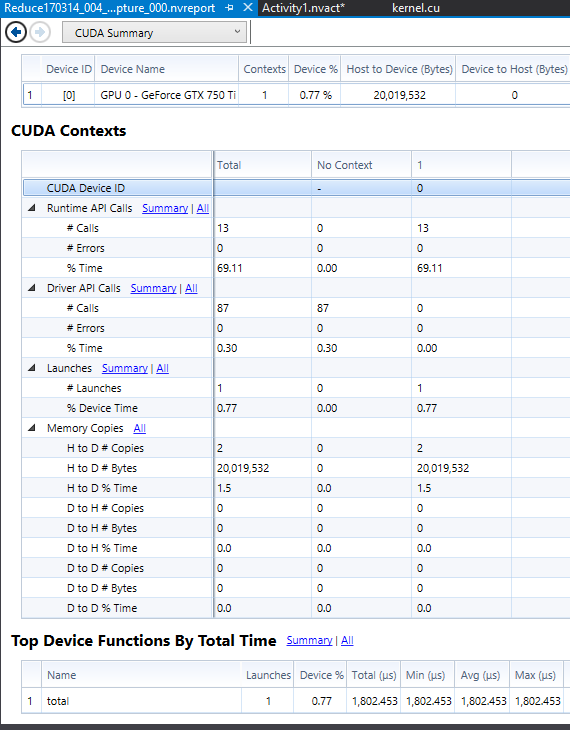 Reduce170314_004_...pture_000.nvreport Activity1.nvact* kernel.cu
CUDA Summary
Device ID Device Name Contexts Device % Host to Device (Bytes) Device to Host (Bytes)
1 [0] GPU 0 - GeForce GTX 750 Ti 1 0.77 % 20,019,532 0
CUDA Contexts
Total No Context 1
CUDA Device ID - 0
Runtime API Calls Summary | All
# Calls 13 0 13
# Errors 0 0 0
% Time 69.11 0.00 69.11
Driver API Calls Summary | All
# Calls 87 87 0
# Errors 0 0 0
% Time 0.30 0.30 0.00
Launches Summary | All
# Launches 1 0 1
% Device Time 0.77 0.00 0.77
Memory Copies All
H to D # Copies 2 0 2
H to D # Bytes 20,019,532 0 20,019,532
H to D % Time 1.5 0.0 1.5
D to H # Copies 0 0 0
D to H # Bytes 0 0 0
D to H % Time 0.0 0.0 0.0
D to D # Copies 0 0 0
D to D # Bytes 0 0 0
D to D % Time 0.0 0.0 0.0
Top Device Functions By Total Time Summary | All
Name Launches Device % Total (µs) Min (µs) Avg (µs) Max (µs)
1 total 1 0.77 1,802.453 1,802.453 1,802.453 1,802.453